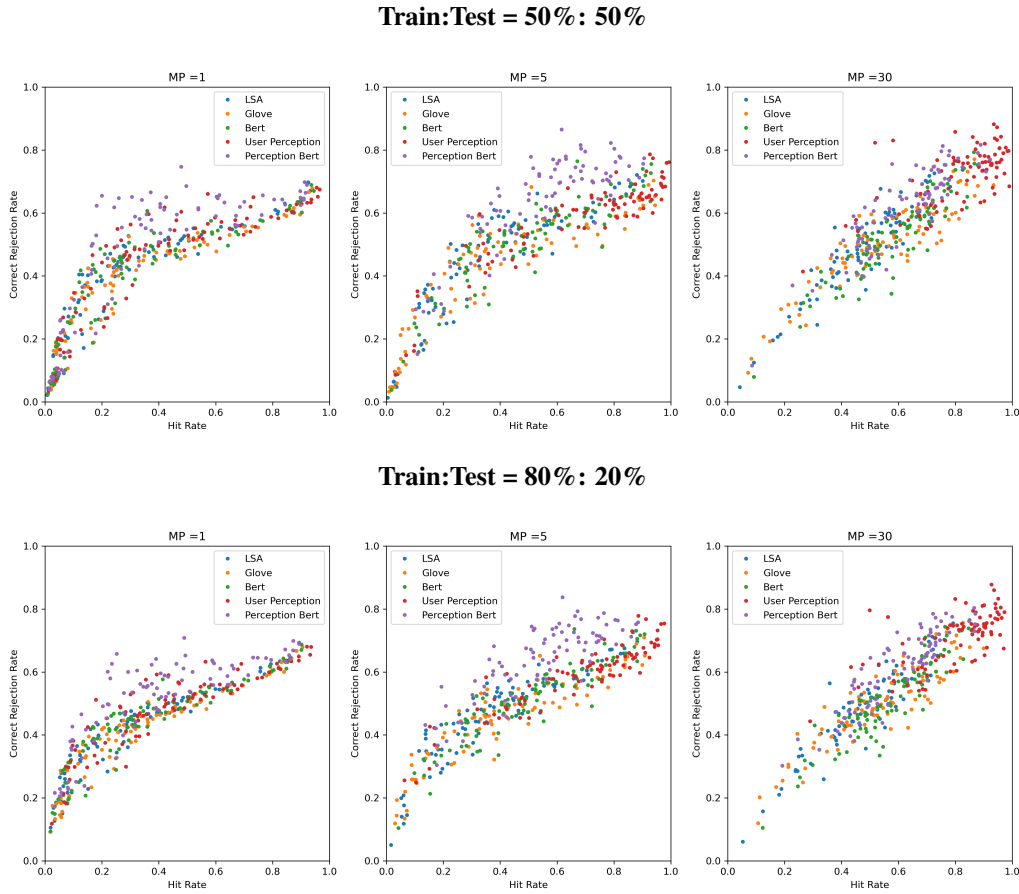 Train:Test = 50%: 50%
MP =1
1.0
0.8
0.6
0.4
0.2
0.0
Correct Rejection Rate
LSA
Glove
Bert
User Perception
Perception Bert
0.0 0.2 0.4 0.6 0.8 1.0
Hit Rate
MP =5
1.0
0.8
0.6
0.4
0.2
0.0
Correct Rejection Rate
LSA
Glove
Bert
User Perception
Perception Bert
0.0 0.2 0.4 0.6 0.8 1.0
Hit Rate
MP =30
1.0
0.8
0.6
0.4
0.2
0.0
Correct Rejection Rate
LSA
Glove
Bert
User Perception
Perception Bert
0.0 0.2 0.4 0.6 0.8 1.0
Hit Rate
Train:Test = 80%: 20%
MP =1
1.0
0.8
0.6
0.4
0.2
0.0
Correct Rejection Rate
LSA
Glove
Bert
User Perception
Perception Bert
0.0 0.2 0.4 0.6 0.8 1.0
Hit Rate
MP =5
1.0
0.8
0.6
0.4
0.2
0.0
Correct Rejection Rate
LSA
Glove
Bert
User Perception
Perception Bert
0.0 0.2 0.4 0.6 0.8 1.0
Hit Rate
MP =30
1.0
0.8
0.6
0.4
0.2
0.0
Correct Rejection Rate
LSA
Glove
Bert
User Perception
Perception Bert
0.0 0.2 0.4 0.6 0.8 1.0
Hit Rate